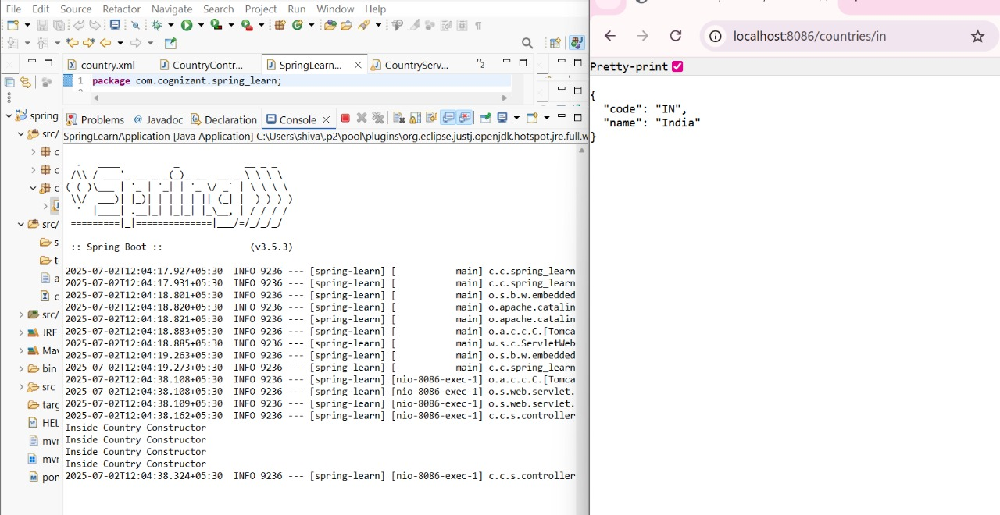 File Edit Source Refactor Navigate Search Project Run Window Help
country.xml CountryContr... SpringLearn... CountryServ... »2
1 package com.cognizant.spring_learn;
Problems @ Javadoc Declaration Console
SpringLearnApplication [Java Application] C:\Users\shiva\.p2\pool\plugins\org.eclipse.justj.openjdk.hotspot.jre.full.w
spring
src/
c
c
c
src/
s
t
a
c
src/
JRE
Mav
bin
src
targ
HEL
mvr
mvr
por
Spring
:: Spring Boot :: (v3.5.3)
2025-07-02T12:04:17.927+05:30 INFO 9236 --- [spring-learn] [ main] c.c.spring_learn
2025-07-02T12:04:17.931+05:30 INFO 9236 --- [spring-learn] [ main] c.c.spring_learn
2025-07-02T12:04:18.801+05:30 INFO 9236 --- [spring-learn] [ main] o.s.b.w.embedded
2025-07-02T12:04:18.820+05:30 INFO 9236 --- [spring-learn] [ main] o.apache.catalin
2025-07-02T12:04:18.821+05:30 INFO 9236 --- [spring-learn] [ main] o.apache.catalin
2025-07-02T12:04:18.883+05:30 INFO 9236 --- [spring-learn] [ main] o.a.c.c.C.[Tomca
2025-07-02T12:04:18.885+05:30 INFO 9236 --- [spring-learn] [ main] w.s.c.ServletWeb
2025-07-02T12:04:19.263+05:30 INFO 9236 --- [spring-learn] [ main] o.s.b.w.embedded
2025-07-02T12:04:19.273+05:30 INFO 9236 --- [spring-learn] [ main] c.c.spring_learn
2025-07-02T12:04:38.108+05:30 INFO 9236 --- [spring-learn] [nio-8086-exec-1] o.a.c.c.C.[Tomca
2025-07-02T12:04:38.108+05:30 INFO 9236 --- [spring-learn] [nio-8086-exec-1] o.s.web.servlet.
2025-07-02T12:04:38.109+05:30 INFO 9236 --- [spring-learn] [nio-8086-exec-1] o.s.web.servlet.
2025-07-02T12:04:38.162+05:30 INFO 9236 --- [spring-learn] [nio-8086-exec-1] c.c.s.controller
Inside Country Constructor
Inside Country Constructor
Inside Country Constructor
Inside Country Constructor
2025-07-02T12:04:38.324+05:30 INFO 9236 --- [spring-learn] [nio-8086-exec-1] c.c.s.controller
localhost:8086/countries/in
Pretty-print
{
"code": "IN",
"name": "India"
}